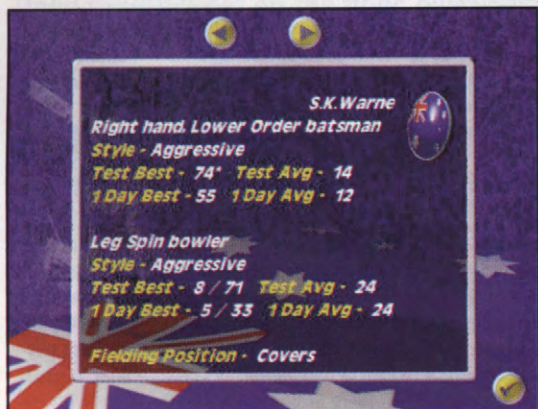 S.K.Warne
Right hand. Lower Order batsman
Style - Aggressive
Test Best - 74* Test Avg - 14
1 Day Best - 55 1 Day Avg - 12
Leg Spin bowler
Style - Aggressive
Test Best - 8 / 71 Test Avg - 24
1 Day Best - 5 / 33 1 Day Avg - 24
Fielding Position - Covers